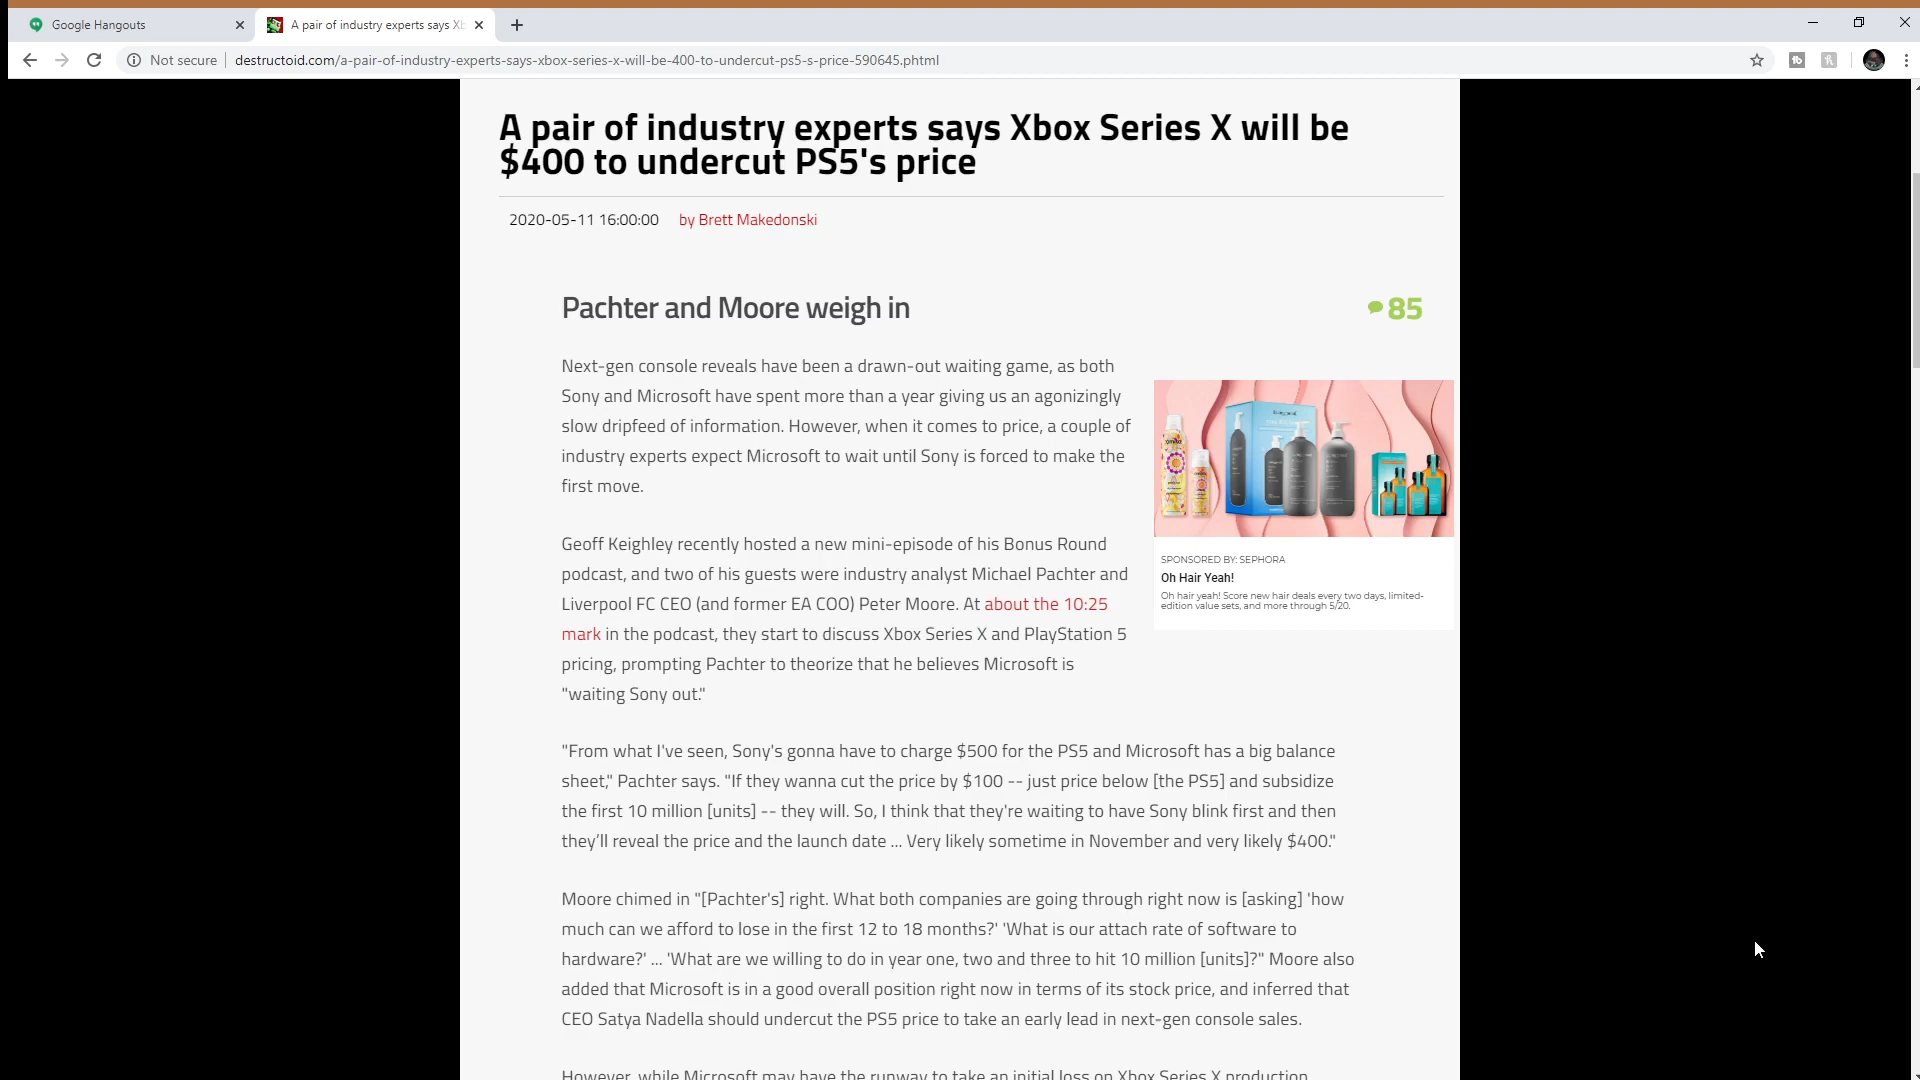 Google Hangouts
A pair of industry experts says Xb
Not secure
destructoid.com/a-pair-of-industry-experts-says-xbox-series-x-will-be-400-to-undercut-ps5-s-price-590645.phtml
A pair of industry experts says Xbox Series X will be
$400 to undercut PS5's price
2020-05-11 16:00:00 by Brett Makedonski
Pachter and Moore weigh in
85
Next-gen console reveals have been a drawn-out waiting game, as both
Sony and Microsoft have spent more than a year giving us an agonizingly
slow dripfeed of information. However, when it comes to price, a couple of
industry experts expect Microsoft to wait until Sony is forced to make the
first move.
Geoff Keighley recently hosted a new mini-episode of his Bonus Round
podcast, and two of his guests were industry analyst Michael Pachter and
Liverpool FC CEO (and former EA COO) Peter Moore. At about the 10:25
mark in the podcast, they start to discuss Xbox Series X and PlayStation 5
pricing, prompting Pachter to theorize that he believes Microsoft is
"waiting Sony out."
SPONSORED BY: SEPHORA
Oh Hair Yeah!
Oh hair yeah! Score new hair deals every two days, limited-
edition value sets, and more through 5/20.
"From what I've seen, Sony's gonna have to charge $500 for the PS5 and Microsoft has a big balance
sheet," Pachter says. "If they wanna cut the price by $100 -- just price below [the PS5] and subsidize
the first 10 million [units] -- they will. So, I think that they're waiting to have Sony blink first and then
they’ll reveal the price and the launch date ... Very likely sometime in November and very likely $400."
Moore chimed in "[Pachter's] right. What both companies are going through right now is [asking] 'how
much can we afford to lose in the first 12 to 18 months?' 'What is our attach rate of software to
hardware?' ... 'What are we willing to do in year one, two and three to hit 10 million [units]?" Moore also
added that Microsoft is in a good overall position right now in terms of its stock price, and inferred that
CEO Satya Nadella should undercut the PS5 price to take an early lead in next-gen console sales.
However, while Microsoft may have the runway to take an initial loss on Xbox Series X production,